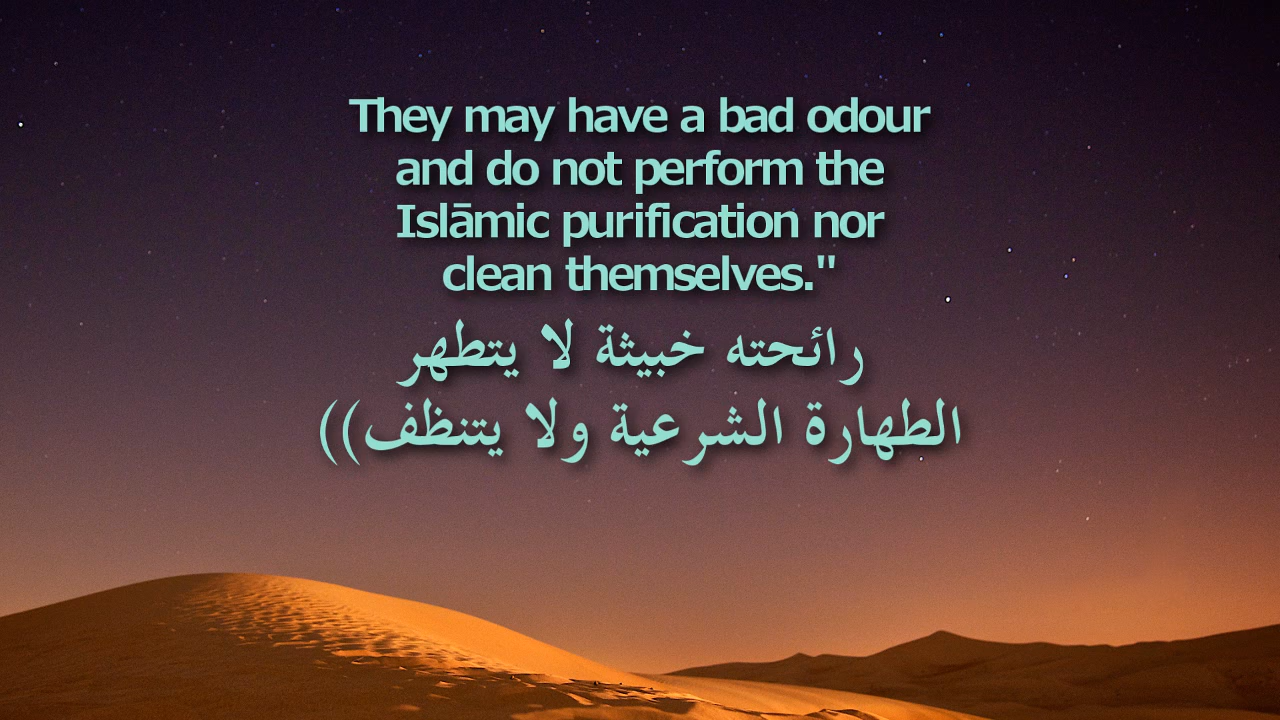 They may have a bad odour
and do not perform the
Islāmic purification nor
clean themselves."
رائحته خبيثة لا يتطهر
الطهارة الشرعية ولا يتنظف))